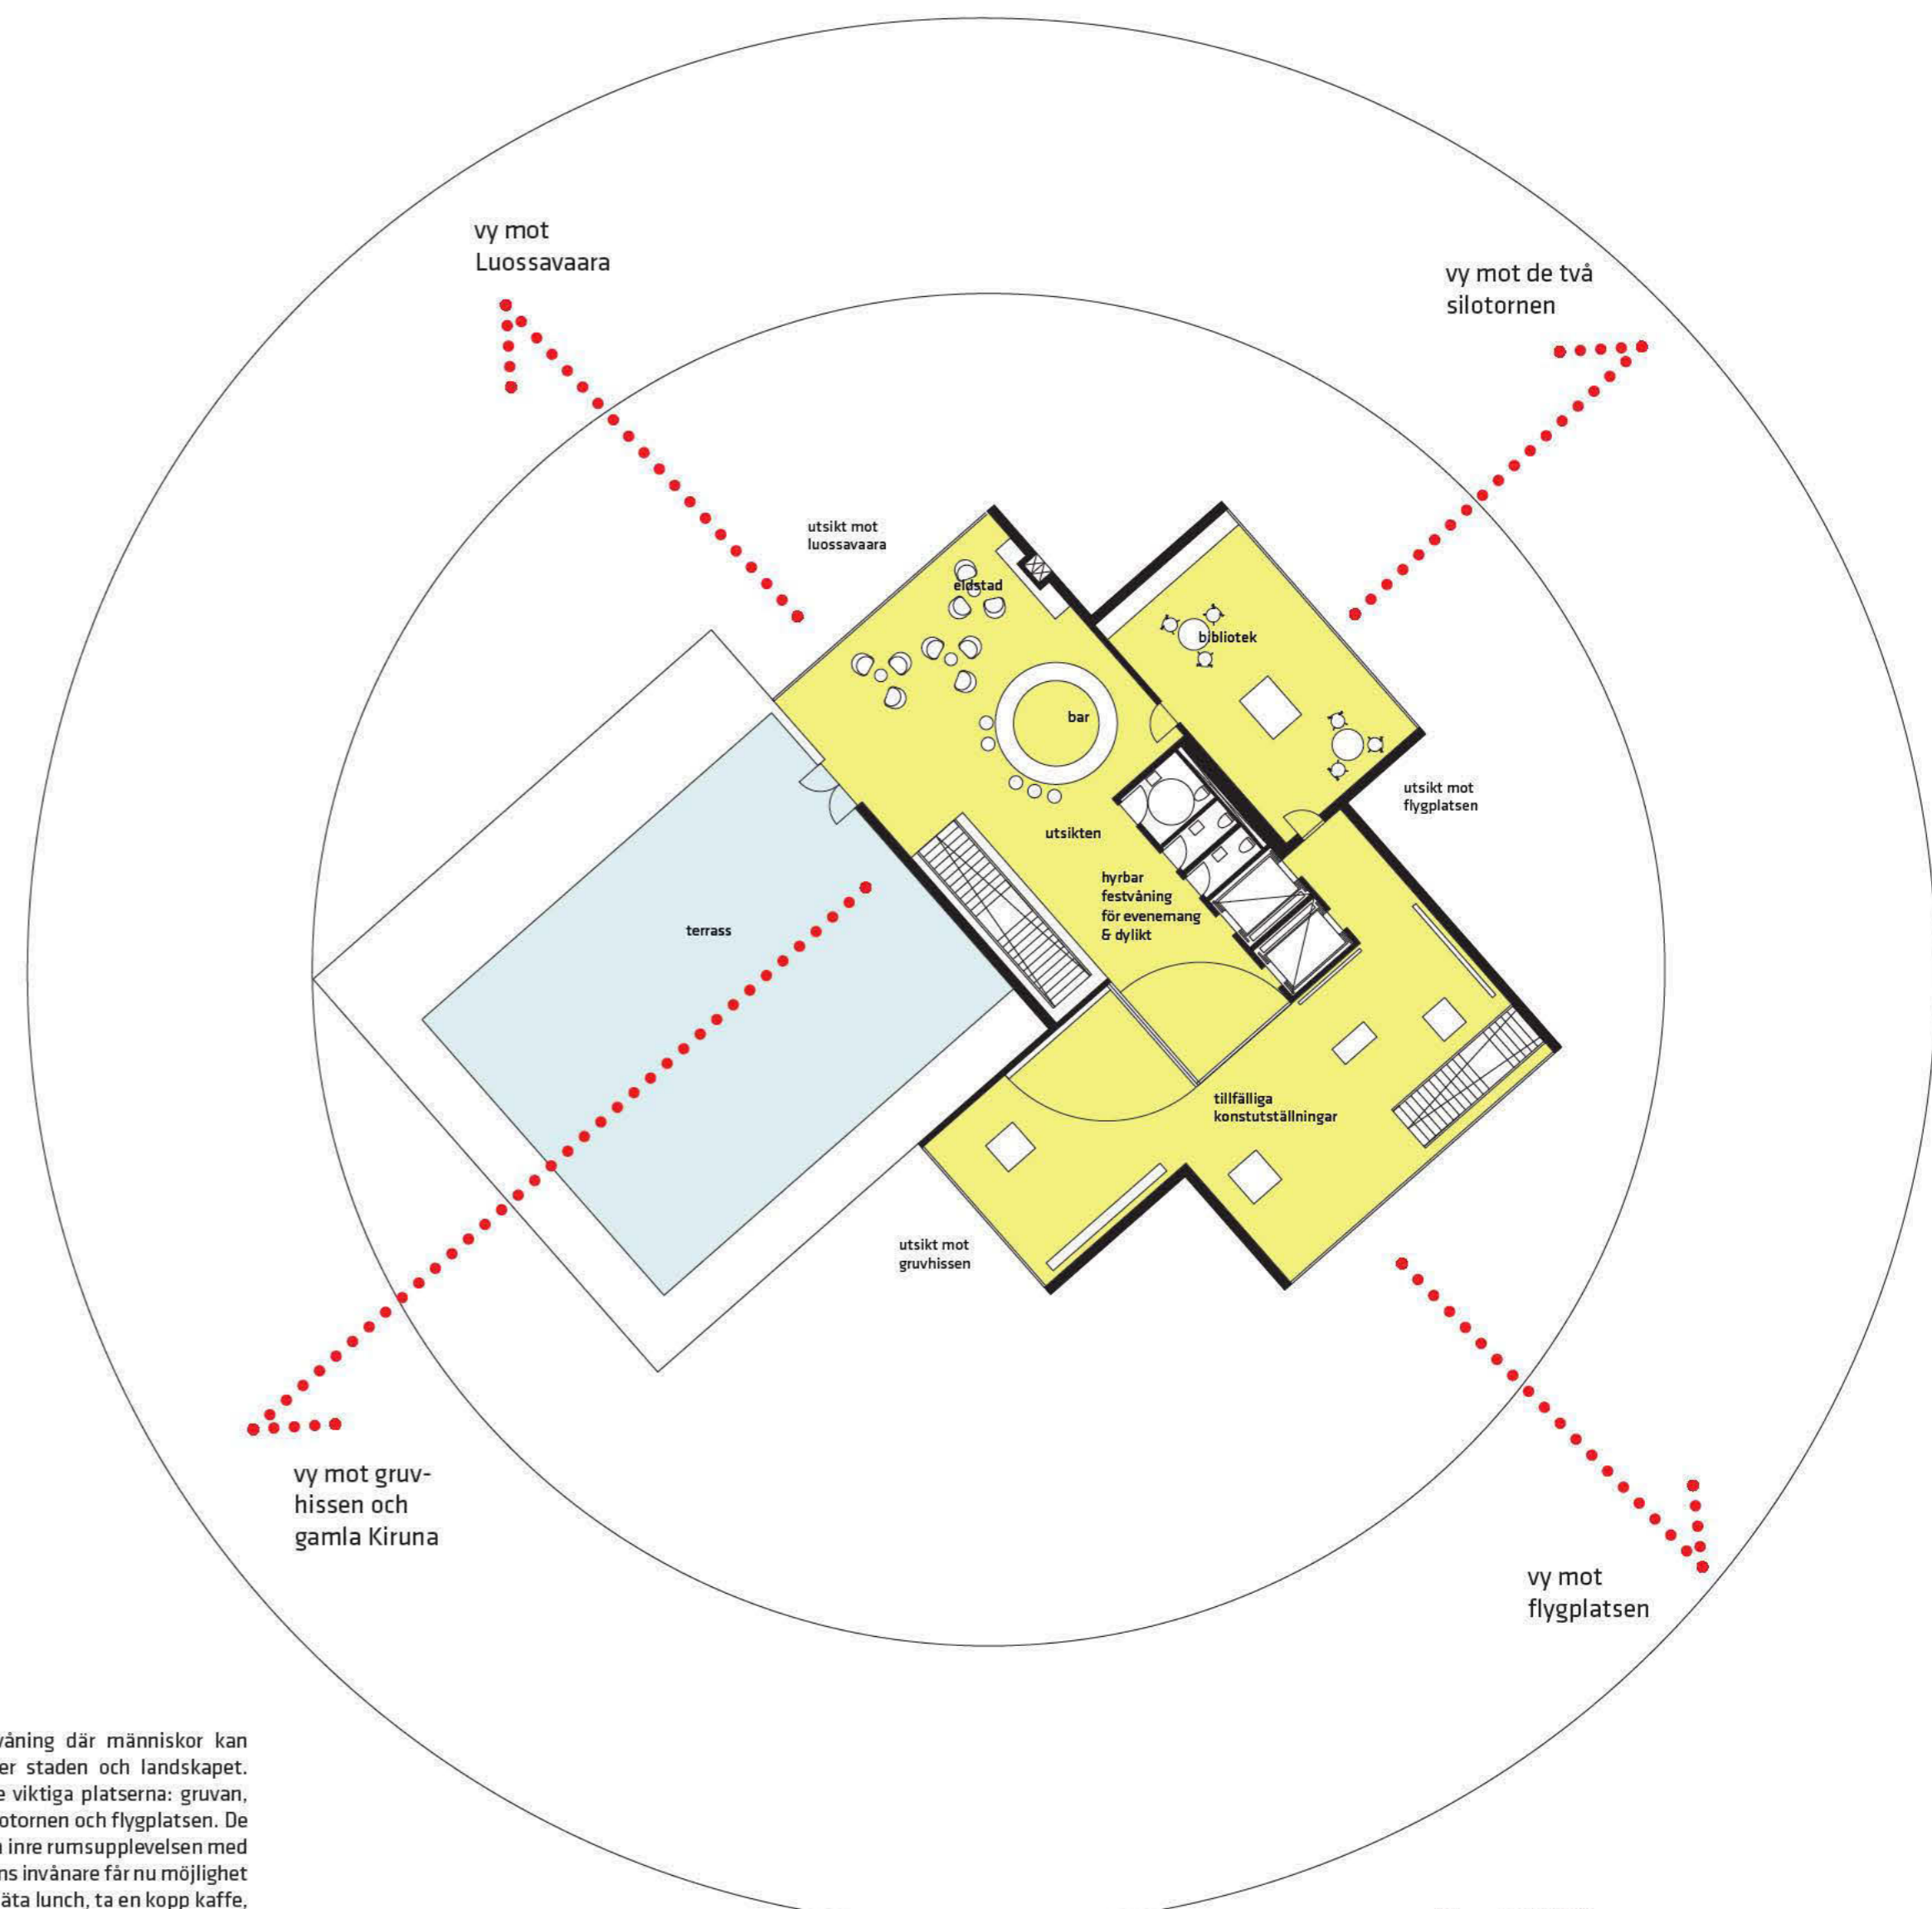 vy mot
Luossavaara
vy mot de två
silotornen
utsikt mot
luossavaara
eldstad
bibliotek
bar
utsikt mot
flygplatsen
utsikten
hyrbar
festvåning
för evenemang
& dylikt
terrass
tillfälliga
konstutställningar
utsikt mot
gruvhissen
vy mot gruv-
hissen och
gamla Kiruna
vy mot
flygplatsen
våning där människor kan
er staden och landskapet.
e viktiga platserna: gruvan,
otornen och flygplatsen. De
inre rumsupplevelsen med
ns invånare får nu möjlighet
äta lunch, ta en kopp kaffe,